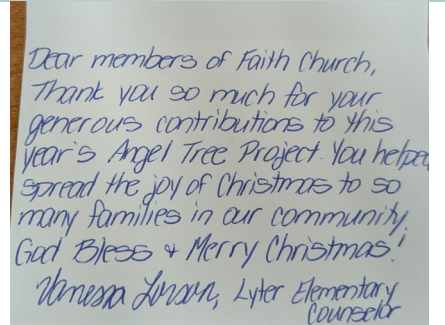 Dear members of Faith Church,
Thank you so much for your
generous contributions to this
year's Angel Tree Project. You helped
spread the joy of Christmas to so
many families in our community.
God Bless & Merry Christmas!
Vanessa Larson, Lyter Elementary
Counselor